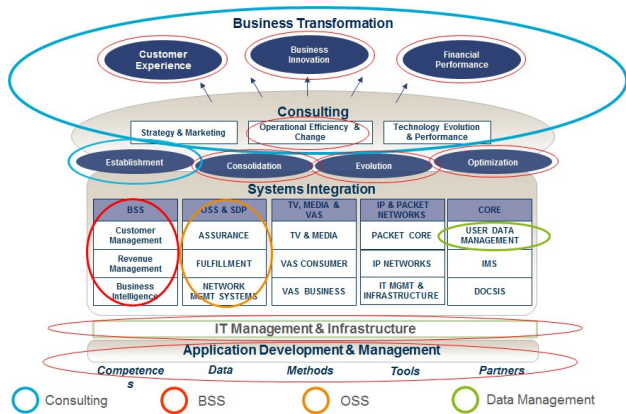 Business Transformation
Customer
Experience
Business
Innovation
Financial
Performance
Consulting
Strategy & Marketing
Operational Efficiency &
Change
Technology Evolution
& Performance
Establishment
Consolidation
Evolution
Optimization
Systems Integration
BSS
OSS & SDP
TV, MEDIA &
VAS
IP & PACKET
NETWORKS
CORE
Customer
Management
ASSURANCE
TV & MEDIA
PACKET CORE
USER DATA
MANAGEMENT
Revenue
Management
FULFILLMENT
VAS CONSUMER
IP NETWORKS
IMS
Business
Intelligence
NETWORK
MGMT SYSTEMS
VAS BUSINESS
IT MGMT &
INFRASTRUCTURE
DOCSIS
IT Management & Infrastructure
Application Development & Management
Competence
s
Data
Methods
Tools
Partners
Consulting
BSS
OSS
Data Management